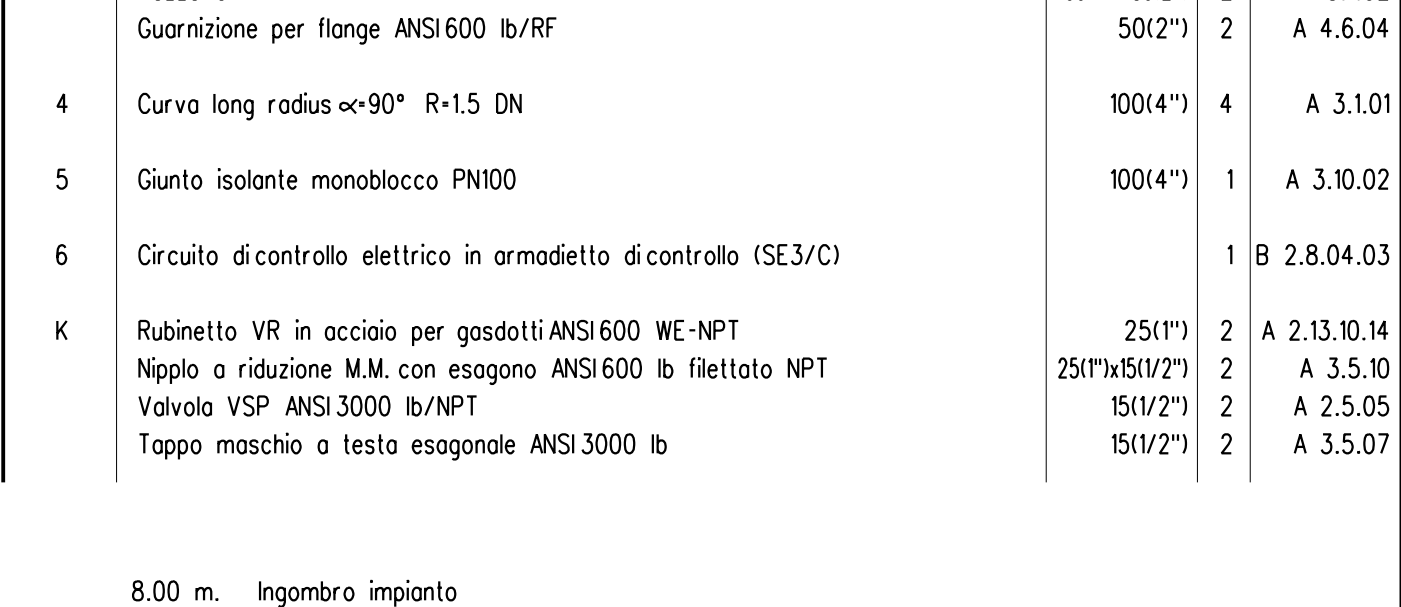 Guarnizione per flange ANSI 600 lb/RF 50(2") 2 A 4.6.04
4 Curva long radius ∝=90° R=1.5 DN 100(4") 4 A 3.1.01
5 Giunto isolante monoblocco PN100 100(4") 1 A 3.10.02
6 Circuito di controllo elettrico in armadietto di controllo (SE3/C) 1 B 2.8.04.03
K Rubinetto VR in acciaio per gasdotti ANSI 600 WE-NPT 25(1") 2 A 2.13.10.14
Nipplo a riduzione M.M. con esagono ANSI 600 lb filettato NPT 25(1")x15(1/2") 2 A 3.5.10
Valvola VSP ANSI 3000 lb/NPT 15(1/2") 2 A 2.5.05
Tappo maschio a testa esagonale ANSI 3000 lb 15(1/2") 2 A 3.5.07
8.00 m. Ingombro impianto